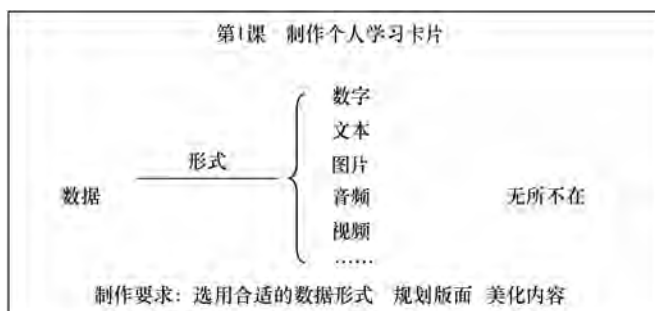 第1课 制作个人学习卡片
数字
文本
形式
图片
数据
音频
无所不在
视频
……
制作要求：选用合适的数据形式 规划版面 美化内容